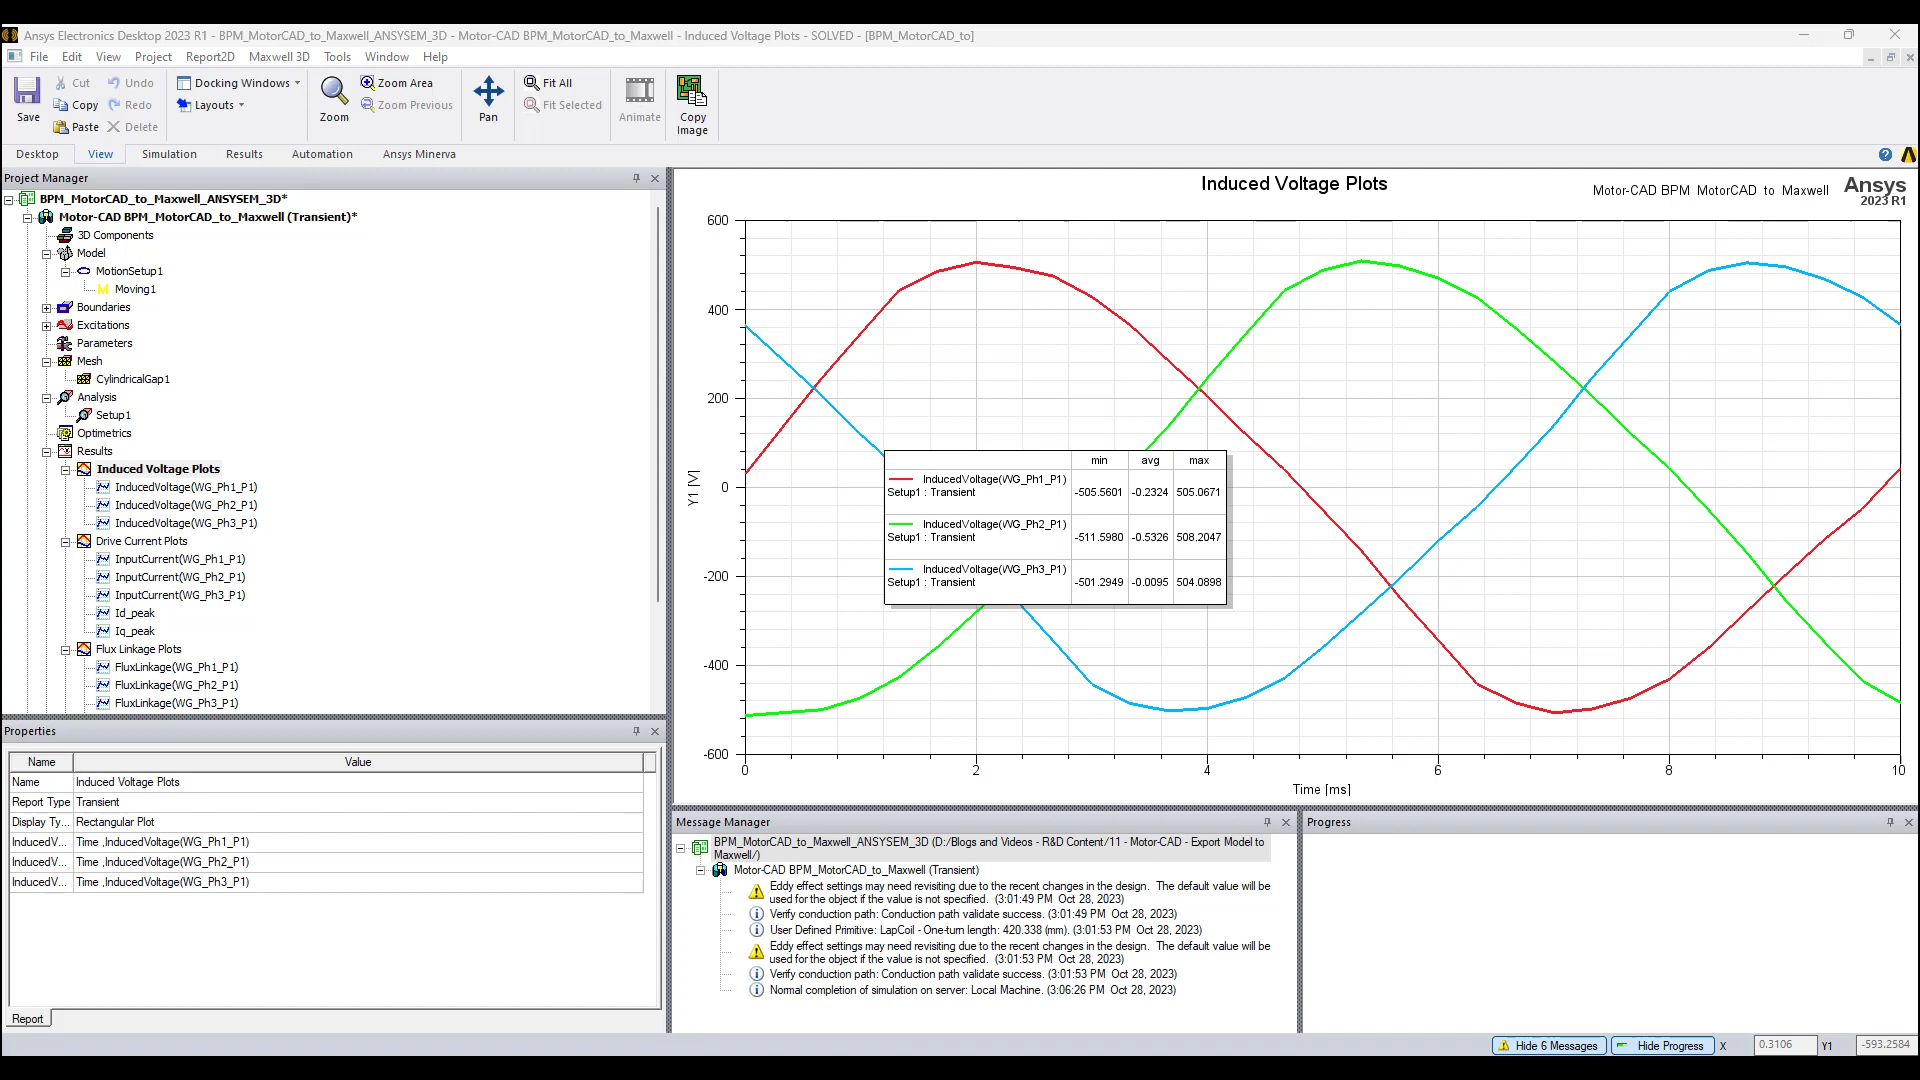 Ansys Electronics Desktop 2023 R1 - BPM_MotorCAD_to_Maxwell_ANSYSEM_3D - Motor-CAD BPM_MotorCAD_to_Maxwell - Induced Voltage Plots - SOLVED - [BPM_MotorCAD_to]
File Edit View Project Report2D Maxwell 3D Tools Window Help
Save
Cut
Copy
Paste
Undo
Redo
Delete
Docking Windows
Layouts
Zoom
Zoom Area
Zoom Previous
Pan
Fit All
Fit Selected
Animate
Copy
Image
Desktop View Simulation Results Automation Ansys Minerva
Project Manager
BPM_MotorCAD_to_Maxwell_ANSYSEM_3D*
Motor-CAD BPM_MotorCAD_to_Maxwell (Transient)*
3D Components
Model
MotionSetup1
Moving1
Boundaries
Excitations
Parameters
Mesh
CylindricalGap1
Analysis
Setup1
Optimetrics
Results
Induced Voltage Plots
InducedVoltage(WG_Ph1_P1)
InducedVoltage(WG_Ph2_P1)
InducedVoltage(WG_Ph3_P1)
Drive Current Plots
InputCurrent(WG_Ph1_P1)
InputCurrent(WG_Ph2_P1)
InputCurrent(WG_Ph3_P1)
Id_peak
Iq_peak
Flux Linkage Plots
FluxLinkage(WG_Ph1_P1)
FluxLinkage(WG_Ph2_P1)
FluxLinkage(WG_Ph3_P1)
Properties
Name Value
Name Induced Voltage Plots
Report Type Transient
Display Ty... Rectangular Plot
InducedV... Time ,InducedVoltage(WG_Ph1_P1)
InducedV... Time ,InducedVoltage(WG_Ph2_P1)
InducedV... Time ,InducedVoltage(WG_Ph3_P1)
Report
Induced Voltage Plots
Motor-CAD BPM MotorCAD to Maxwell
Ansys
2023 R1
600
400
200
0
-200
-400
-600
Y1 [V]
0 2 4 6 8 10
Time [ms]
min avg max
InducedVoltage(WG_Ph1_P1)
Setup1 : Transient -505.5601 -0.2324 505.0671
InducedVoltage(WG_Ph2_P1)
Setup1 : Transient -511.5980 -0.5326 508.2047
InducedVoltage(WG_Ph3_P1)
Setup1 : Transient -501.2949 -0.0095 504.0898
Message Manager
BPM_MotorCAD_to_Maxwell_ANSYSEM_3D (D:/Blogs and Videos - R&D Content/11 - Motor-CAD - Export Model to
Maxwell/)
Motor-CAD BPM_MotorCAD_to_Maxwell (Transient)
Eddy effect settings may need revisiting due to the recent changes in the design. The default value will be
used for the object if the value is not specified. (3:01:49 PM Oct 28, 2023)
Verify conduction path: Conduction path validate success. (3:01:49 PM Oct 28, 2023)
User Defined Primitive: LapCoil - One-turn length: 420.338 (mm). (3:01:53 PM Oct 28, 2023)
Eddy effect settings may need revisiting due to the recent changes in the design. The default value will be
used for the object if the value is not specified. (3:01:53 PM Oct 28, 2023)
Verify conduction path: Conduction path validate success. (3:01:53 PM Oct 28, 2023)
Normal completion of simulation on server: Local Machine. (3:06:26 PM Oct 28, 2023)
Progress
Hide 6 Messages Hide Progress X 0.3106 Y1 -593.2584